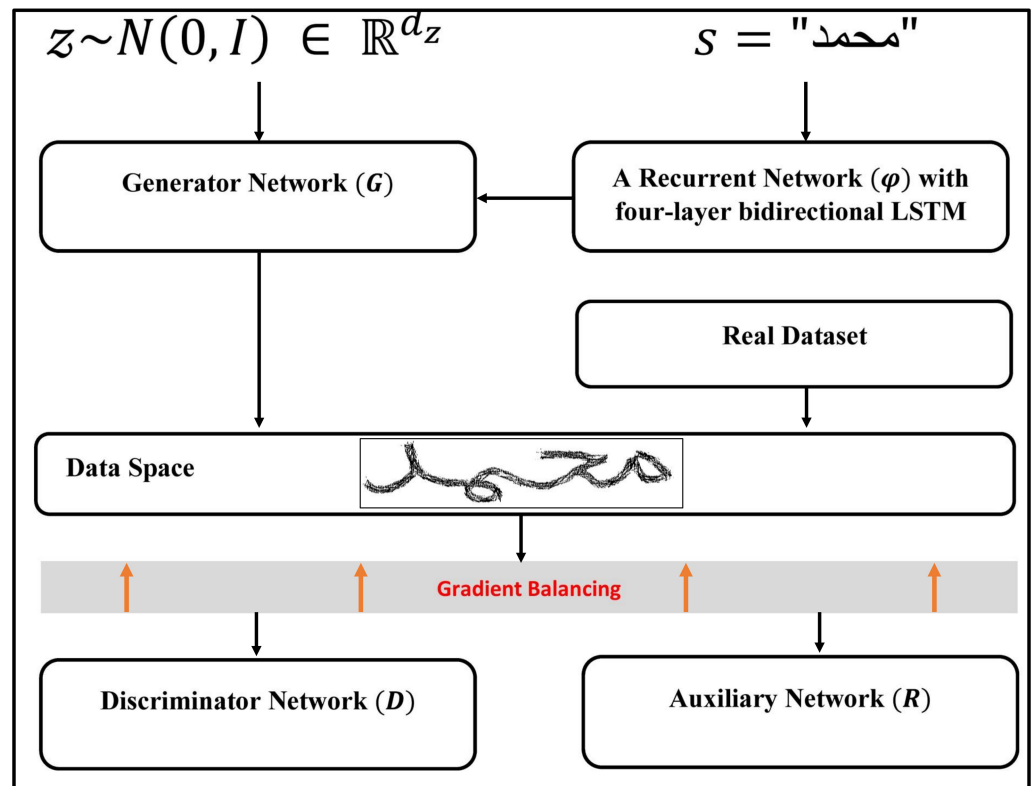 z~N(0, I) ∈ ℝ^{d_z}
s = "محمد"
Generator Network (G)
A Recurrent Network (φ) with
four-layer bidirectional LSTM
Real Dataset
Data Space
محمد
Gradient Balancing
Discriminator Network (D)
Auxiliary Network (R)